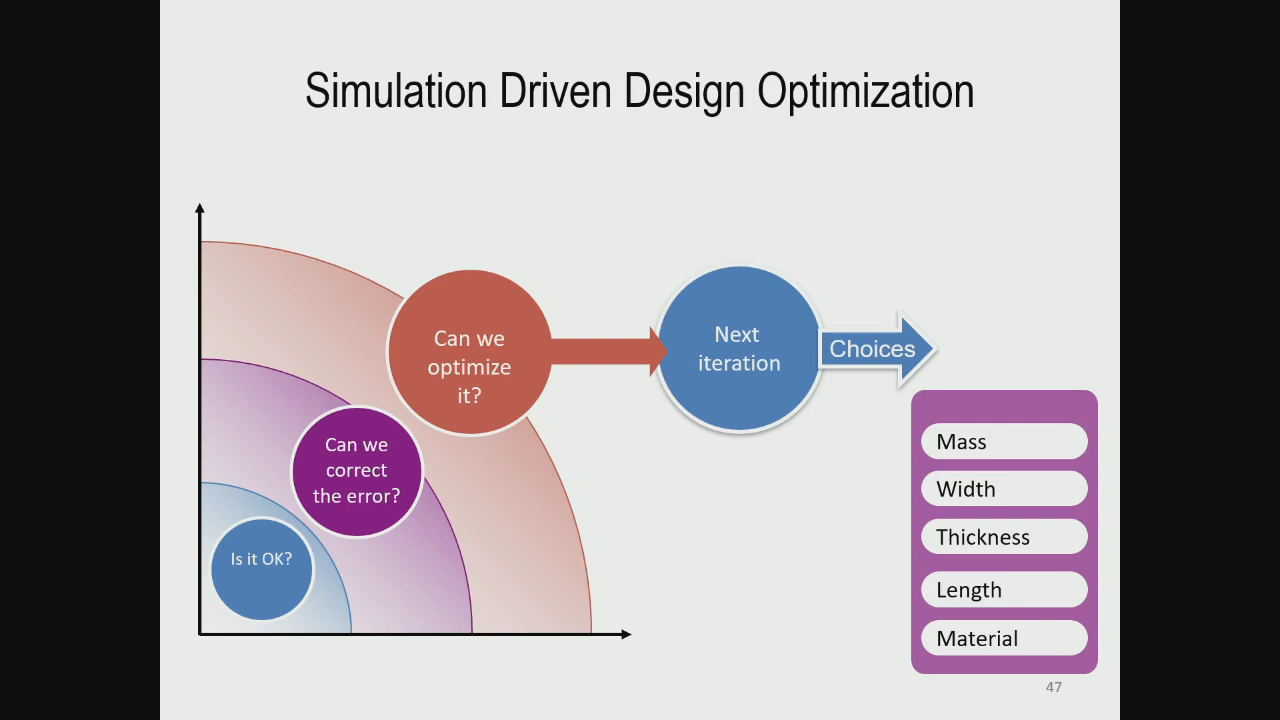 Simulation Driven Design Optimization
Can we
optimize
it?
Next
iteration
Choices
Can we
correct
the error?
Is it OK?
Mass
Width
Thickness
Length
Material
47